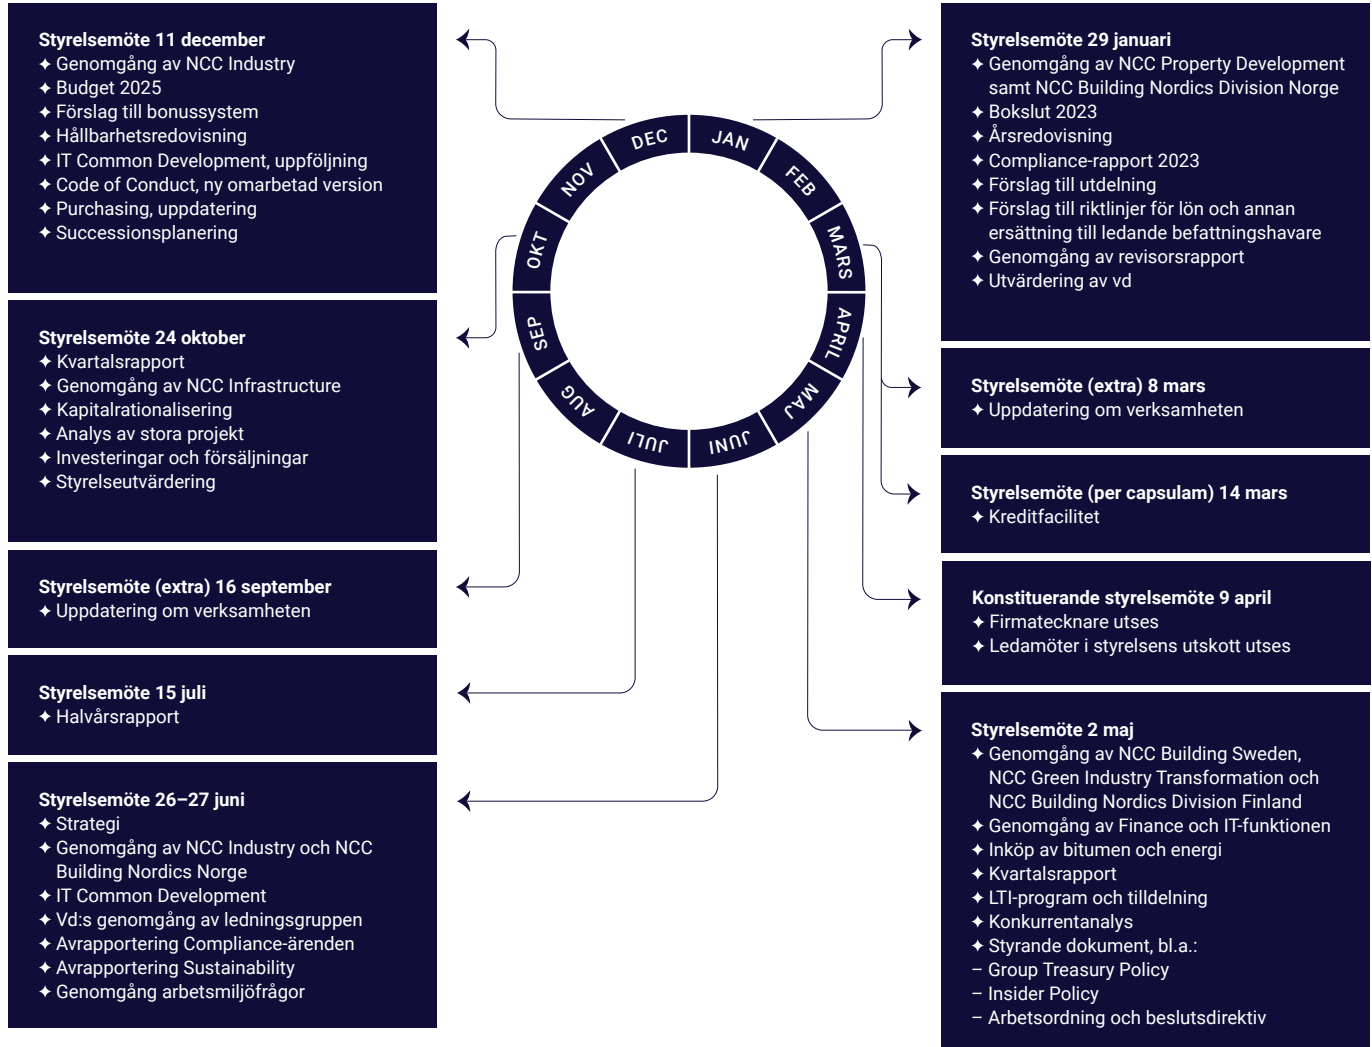 Styrelsemöte 11 december
✦ Genomgång av NCC Industry
✦ Budget 2025
✦ Förslag till bonussystem
✦ Hållbarhetsredovisning
✦ IT Common Development, uppföljning
✦ Code of Conduct, ny omarbetad version
✦ Purchasing, uppdatering
✦ Successionsplanering
Styrelsemöte 24 oktober
✦ Kvartalsrapport
✦ Genomgång av NCC Infrastructure
✦ Kapitalrationalisering
✦ Analys av stora projekt
✦ Investeringar och försäljningar
✦ Styrelseutvärdering
Styrelsemöte (extra) 16 september
✦ Uppdatering om verksamheten
Styrelsemöte 15 juli
✦ Halvårsrapport
Styrelsemöte 26–27 juni
✦ Strategi
✦ Genomgång av NCC Industry och NCC
Building Nordics Norge
✦ IT Common Development
✦ Vd:s genomgång av ledningsgruppen
✦ Avrapportering Compliance-ärenden
✦ Avrapportering Sustainability
✦ Genomgång arbetsmiljöfrågor
JAN
FEB
MARS
APRIL
MAJ
JUNI
JULI
AUG
SEP
OKT
NOV
DEC
Styrelsemöte 29 januari
✦ Genomgång av NCC Property Development
samt NCC Building Nordics Division Norge
✦ Bokslut 2023
✦ Årsredovisning
✦ Compliance-rapport 2023
✦ Förslag till utdelning
✦ Förslag till riktlinjer för lön och annan
ersättning till ledande befattningshavare
✦ Genomgång av revisorsrapport
✦ Utvärdering av vd
Styrelsemöte (extra) 8 mars
✦ Uppdatering om verksamheten
Styrelsemöte (per capsulam) 14 mars
✦ Kreditfacilitet
Konstituerande styrelsemöte 9 april
✦ Firmatecknare utses
✦ Ledamöter i styrelsens utskott utses
Styrelsemöte 2 maj
✦ Genomgång av NCC Building Sweden,
NCC Green Industry Transformation och
NCC Building Nordics Division Finland
✦ Genomgång av Finance och IT-funktionen
✦ Inköp av bitumen och energi
✦ Kvartalsrapport
✦ LTI-program och tilldelning
✦ Konkurrentanalys
✦ Styrande dokument, bl.a.:
– Group Treasury Policy
– Insider Policy
– Arbetsordning och beslutsdirektiv